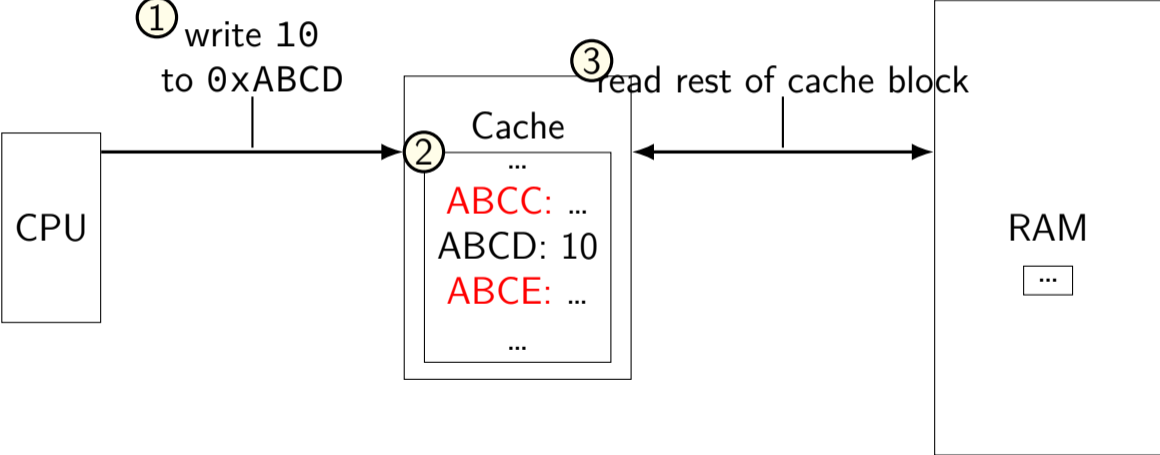 1
write 10
to 0xABCD
3
read rest of cache block
Cache
2
...
ABCC: ...
ABCD: 10
ABCE: ...
...
CPU
RAM
...